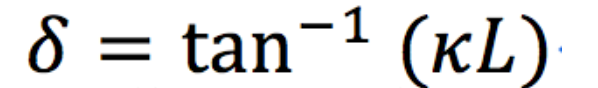 δ = tan⁻¹ (κL)